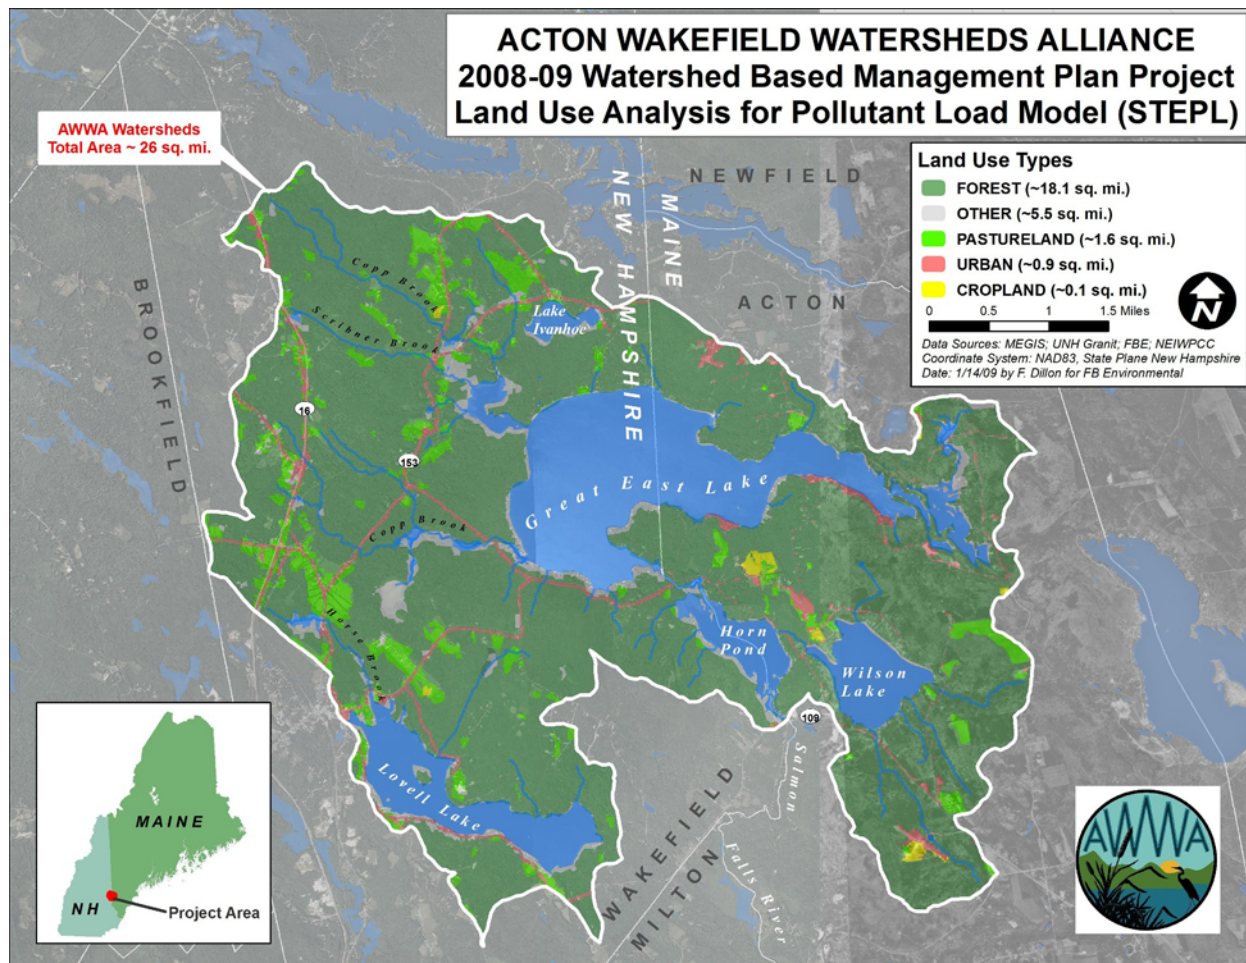 ACTON WAKEFIELD WATERSHEDS ALLIANCE
2008-09 Watershed Based Management Plan Project
Land Use Analysis for Pollutant Load Model (STEPL)
AWWA Watersheds
Total Area ~ 26 sq. mi.
Land Use Types
FOREST (~18.1 sq. mi.)
OTHER (~5.5 sq. mi.)
PASTURELAND (~1.6 sq. mi.)
URBAN (~0.9 sq. mi.)
CROPLAND (~0.1 sq. mi.)
0 0.5 1 1.5 Miles
N
Data Sources: MEGIS; UNH Granit; FBE; NEIWPCC
Coordinate System: NAD83, State Plane New Hampshire
Date: 1/14/09 by F. Dillon for FB Environmental
NEWFIELD
MAINE
NEW HAMPSHIRE
ACTON
BROOKFIELD
Copp Brook
Scribner Brook
Lake
Ivanhoe
16
153
Great East Lake
Copp Brook
Horse Brook
Horn
Pond
Wilson
Lake
109
Lovell Lake
Salmon
Falls River
WAKEFIELD
MILTON
MAINE
NH
Project Area
AWWA